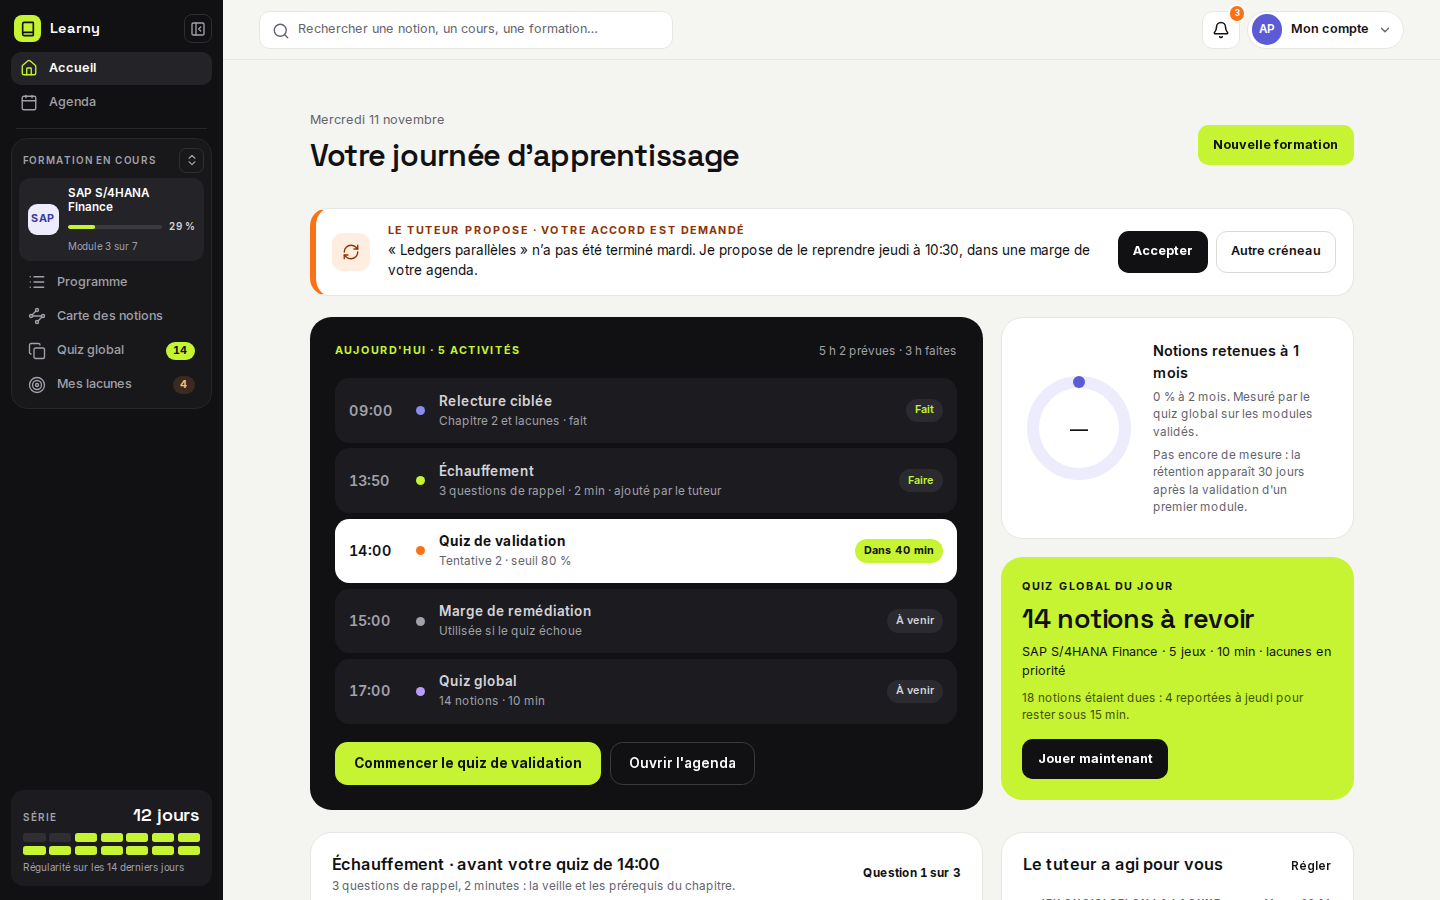 Learny
Accueil
Agenda
FORMATION EN COURS
SAP
SAP S/4HANA
Finance
29 %
Module 3 sur 7
Programme
Carte des notions
Quiz global
14
Mes lacunes
4
SÉRIE
12 jours
Régularité sur les 14 derniers jours
Rechercher une notion, un cours, une formation...
3
AP
Mon compte
Mercredi 11 novembre
Votre journée d'apprentissage
Nouvelle formation
LE TUTEUR PROPOSE · VOTRE ACCORD EST DEMANDÉ
« Ledgers parallèles » n'a pas été terminé mardi. Je propose de le reprendre jeudi à 10:30, dans une marge de
votre agenda.
Accepter
Autre créneau
AUJOURD'HUI · 5 ACTIVITÉS
5 h 2 prévues · 3 h faites
09:00
Relecture ciblée
Chapitre 2 et lacunes · fait
Fait
13:50
Échauffement
3 questions de rappel · 2 min · ajouté par le tuteur
Faire
14:00
Quiz de validation
Tentative 2 · seuil 80 %
Dans 40 min
15:00
Marge de remédiation
Utilisée si le quiz échoue
À venir
17:00
Quiz global
14 notions · 10 min
À venir
Commencer le quiz de validation
Ouvrir l'agenda
—
Notions retenues à 1
mois
0 % à 2 mois. Mesuré par le
quiz global sur les modules
validés.
Pas encore de mesure : la
rétention apparaît 30 jours
après la validation d'un
premier module.
QUIZ GLOBAL DU JOUR
14 notions à revoir
SAP S/4HANA Finance · 5 jeux · 10 min · lacunes en
priorité
18 notions étaient dues : 4 reportées à jeudi pour
rester sous 15 min.
Jouer maintenant
Échauffement · avant votre quiz de 14:00
3 questions de rappel, 2 minutes : la veille et les prérequis du chapitre.
Question 1 sur 3
Le tuteur a agi pour vous
Régler